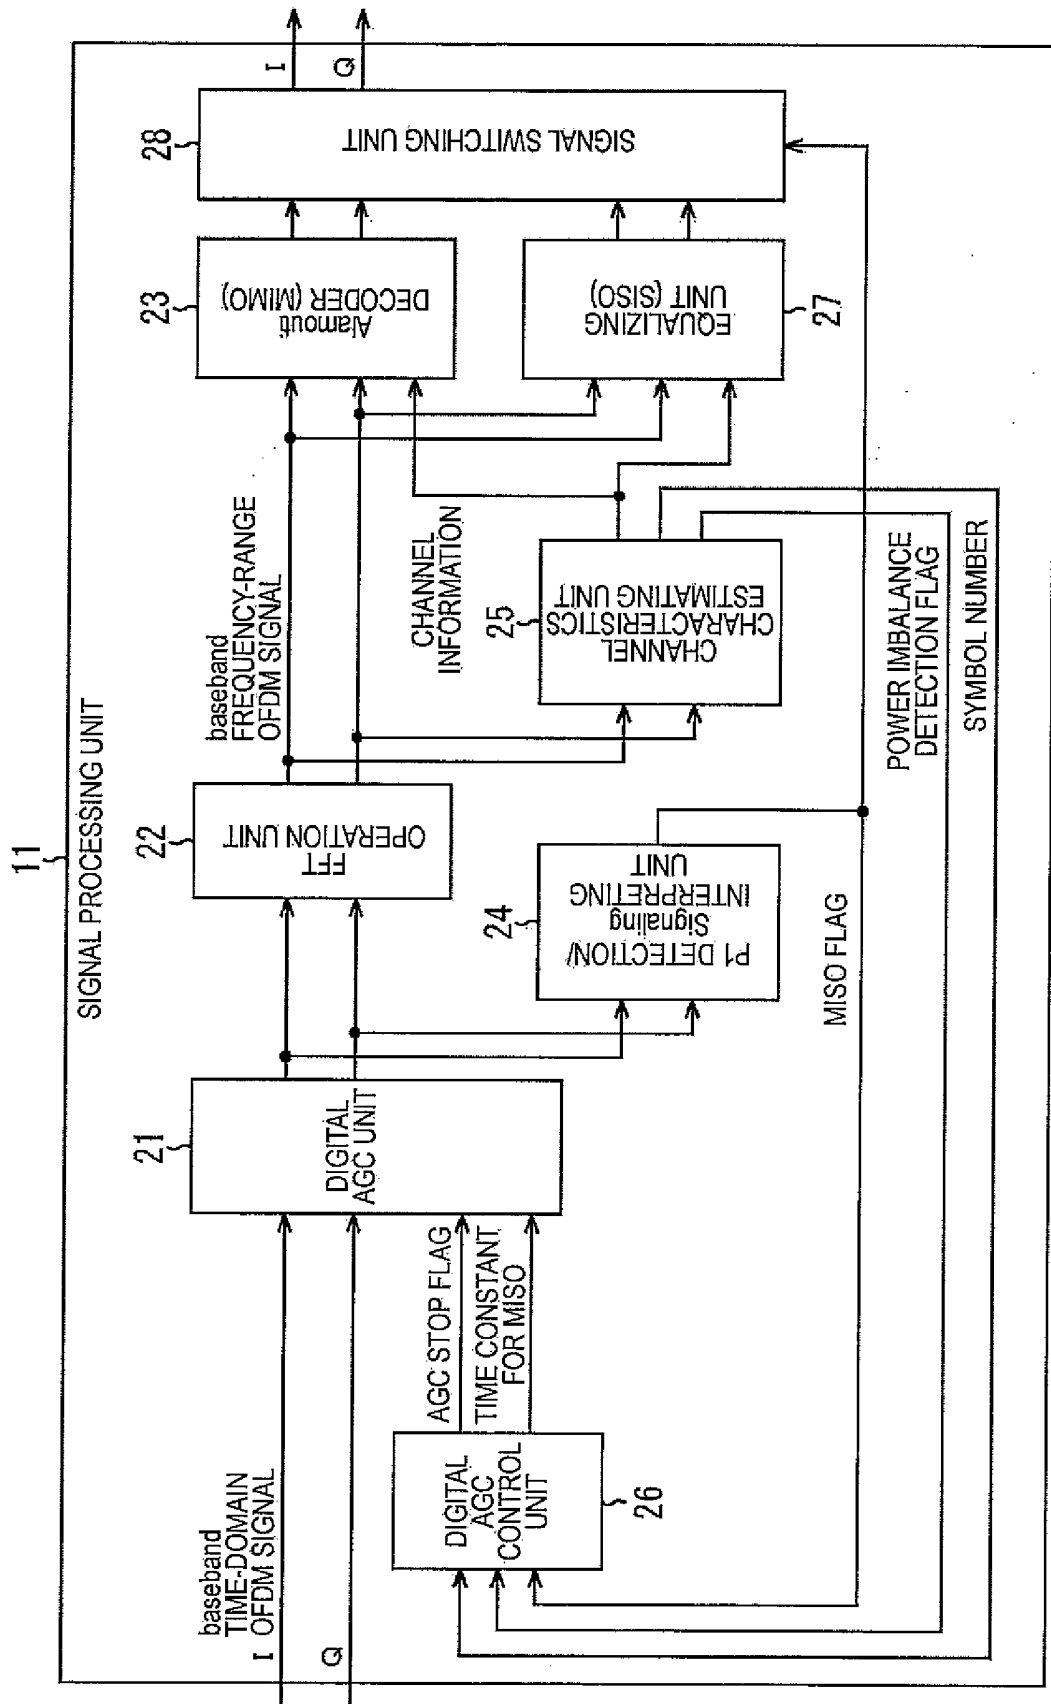 11
SIGNAL PROCESSING UNIT
baseband
TIME-DOMAIN
OFDM SIGNAL
I
Q
21
DIGITAL
AGC UNIT
AGC STOP FLAG
TIME CONSTANT
FOR MISO
DIGITAL
AGC
CONTROL
UNIT
26
22
FFT
OPERATION UNIT
baseband
FREQUENCY-RANGE
OFDM SIGNAL
24
P1 DETECTION/
Signaling
INTERPRETING
UNIT
MISO FLAG
25
CHANNEL
CHARACTERISTICS
ESTIMATING UNIT
CHANNEL
INFORMATION
23
Alamouti
DECODER (MIMO)
EQUALIZING
UNIT (SISO)
27
28
SIGNAL SWITCHING UNIT
I
Q
POWER IMBALANCE
DETECTION FLAG
SYMBOL NUMBER